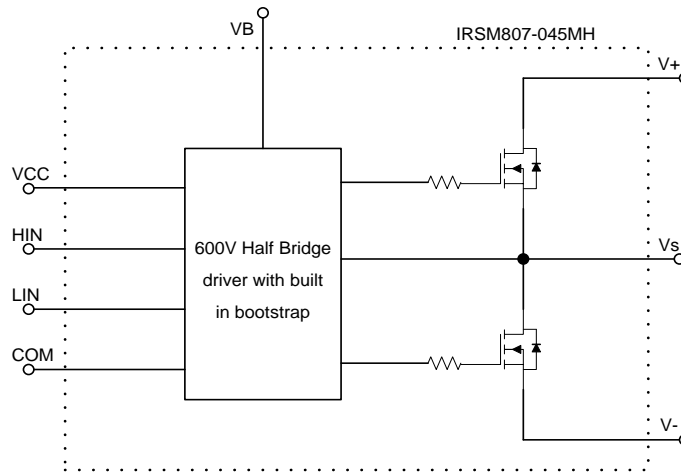 VB
IRSM807-045MH
V+
VCC
HIN
LIN
COM
600V Half Bridge
driver with built
in bootstrap
Vs
V-